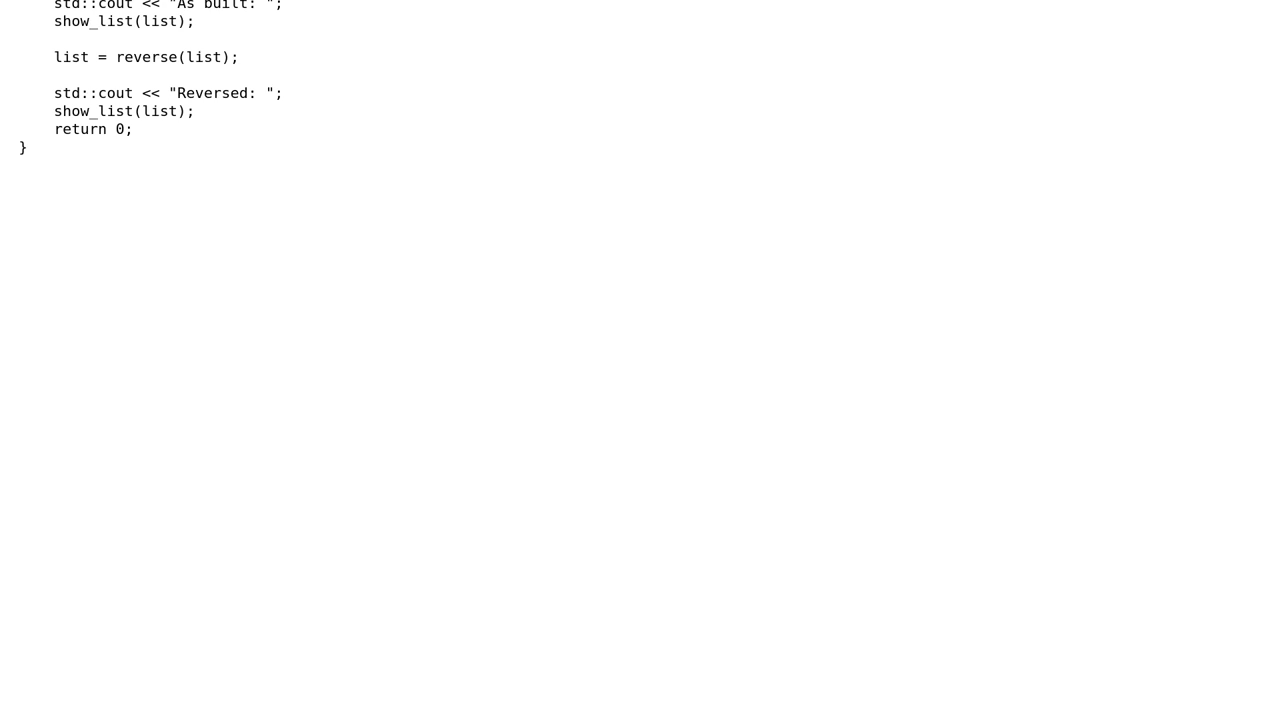 std::cout << "As built: ";
    show_list(list);

    list = reverse(list);

    std::cout << "Reversed: ";
    show_list(list);
    return 0;
}